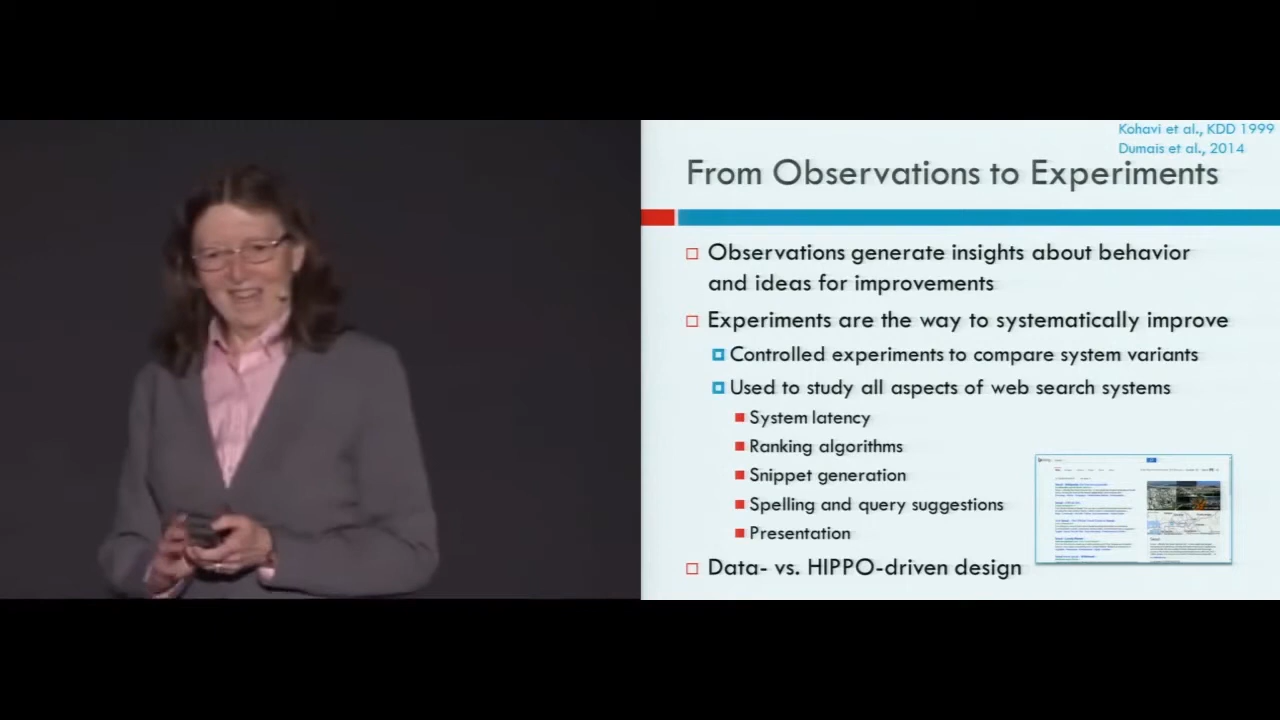 Kohavi et al., KDD 1999
Dumais et al., 2014
From Observations to Experiments
Observations generate insights about behavior
and ideas for improvements
Experiments are the way to systematically improve
Controlled experiments to compare system variants
Used to study all aspects of web search systems
System latency
Ranking algorithms
Snippet generation
Spelling and query suggestions
Presentation
Data- vs. HIPPO-driven design